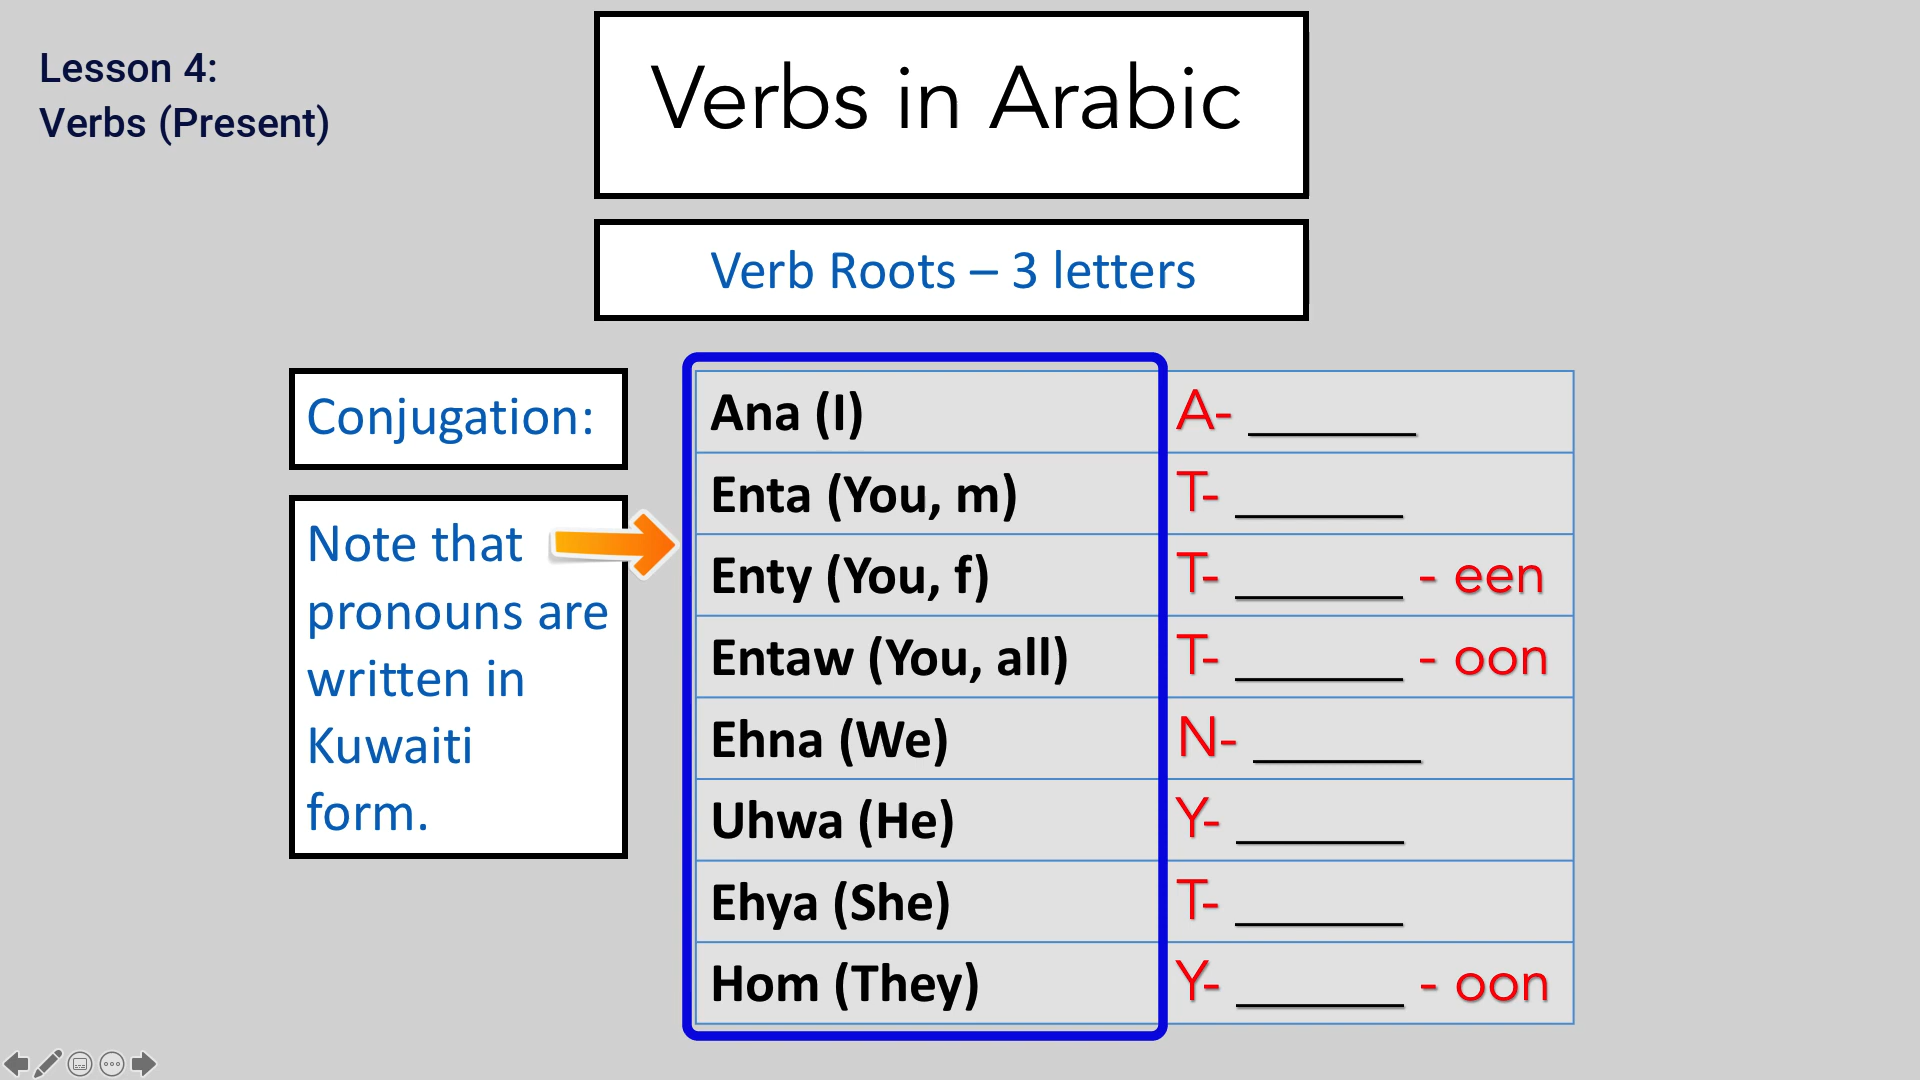 Lesson 4:
Verbs (Present)
Verbs in Arabic
Verb Roots – 3 letters
Conjugation:
Note that
pronouns are
written in
Kuwaiti
form.
Ana (I) A- ______
Enta (You, m) T- ______
Enty (You, f) T- ______ - een
Entaw (You, all) T- ______ - oon
Ehna (We) N- ______
Uhwa (He) Y- ______
Ehya (She) T- ______
Hom (They) Y- ______ - oon